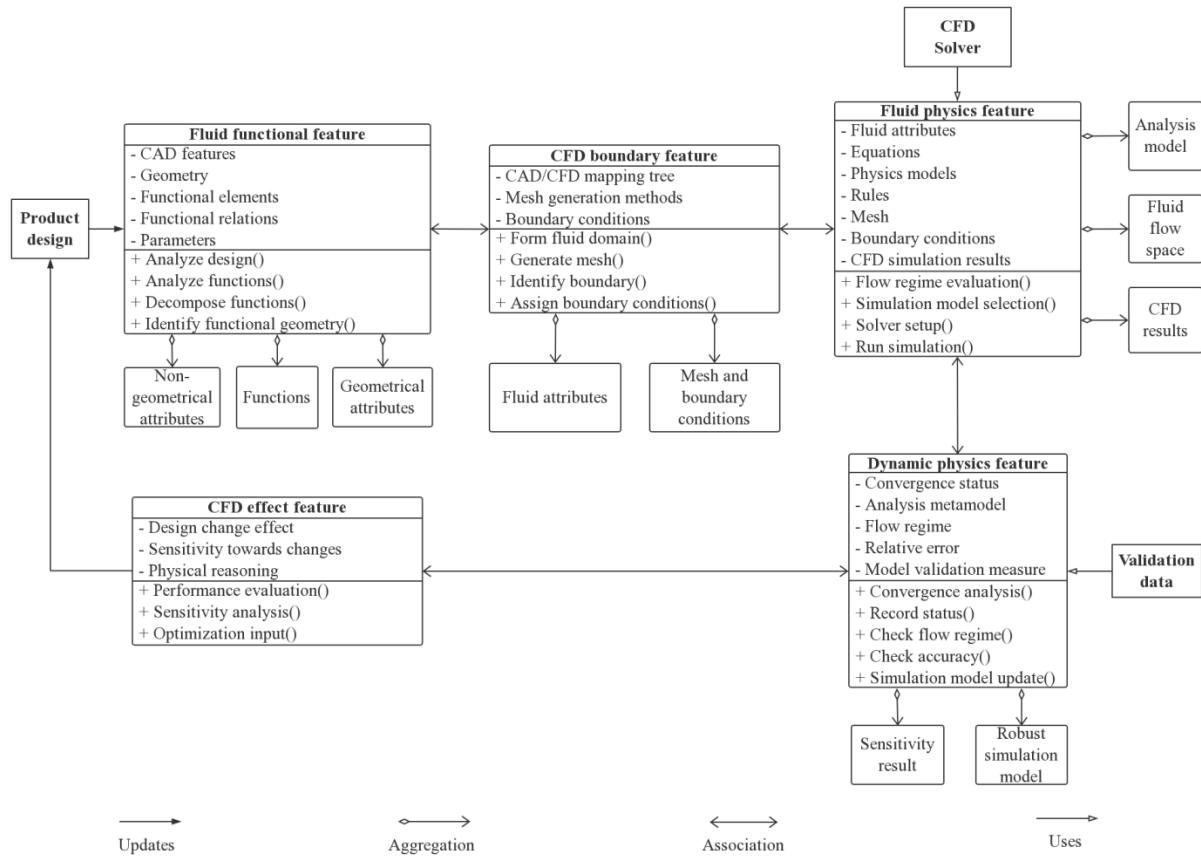 CFD
Solver
Fluid physics feature
- Fluid attributes
- Equations
- Physics models
- Rules
- Mesh
- Boundary conditions
- CFD simulation results
+ Flow regime evaluation()
+ Simulation model selection()
+ Solver setup()
+ Run simulation()
Analysis
model
Fluid
flow
space
CFD
results
Fluid functional feature
- CAD features
- Geometry
- Functional elements
- Functional relations
- Parameters
+ Analyze design()
+ Analyze functions()
+ Decompose functions()
+ Identify functional geometry()
CFD boundary feature
- CAD/CFD mapping tree
- Mesh generation methods
- Boundary conditions
+ Form fluid domain()
+ Generate mesh()
+ Identify boundary()
+ Assign boundary conditions()
Product
design
Non-
geometrical
attributes
Functions
Geometrical
attributes
Fluid attributes
Mesh and
boundary
conditions
Dynamic physics feature
- Convergence status
- Analysis metamodel
- Flow regime
- Relative error
- Model validation measure
+ Convergence analysis()
+ Record status()
+ Check flow regime()
+ Check accuracy()
+ Simulation model update()
CFD effect feature
- Design change effect
- Sensitivity towards changes
- Physical reasoning
+ Performance evaluation()
+ Sensitivity analysis()
+ Optimization input()
Validation
data
Sensitivity
result
Robust
simulation
model
Updates
Aggregation
Association
Uses